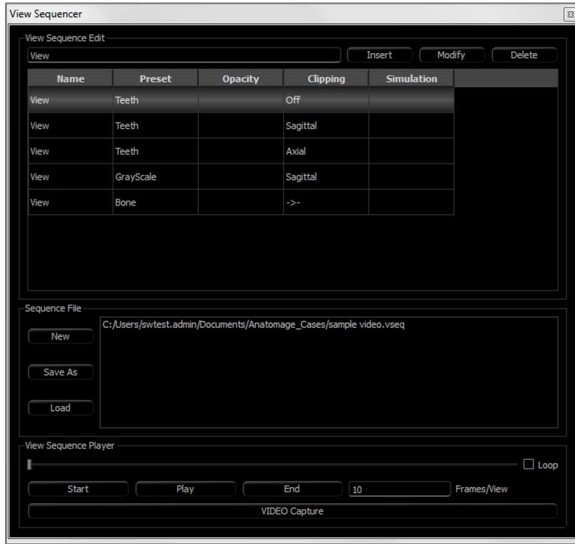 View Sequencer
View Sequence Edit
View Insert Modify Delete
Name Preset Opacity Clipping Simulation
View Teeth Off
View Teeth Sagittal
View Teeth Axial
View GrayScale Sagittal
View Bone ->-
Sequence File
C:/Users/swtest.admin/Documents/Anatomage_Cases/sample video.vseq
New
Save As
Load
View Sequence Player
Loop
Start Play End 10 Frames/View
VIDEO Capture